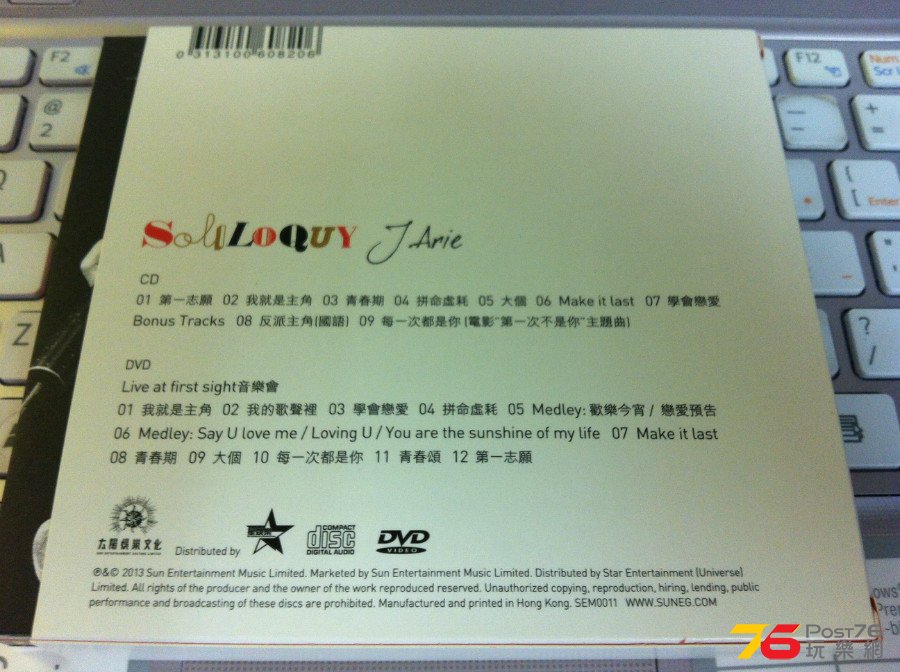 0 313100 608206
F2
F12
Num
Scr
@
2
+
=
{
[
Enter
?
/
Z
SoliLoQUY J.Arie
CD
01 第一志願 02 我就是主角 03 青春期 04 拼命虛耗 05 大個 06 Make it last 07 學會戀愛
Bonus Tracks 08 反派主角(國語) 09 每一次都是你 (電影"第一次不是你"主題曲)
DVD
Live at first sight音樂會
01 我就是主角 02 我的歌聲裡 03 學會戀愛 04 拼命虛耗 05 Medley: 歡樂今宵 / 戀愛預告
06 Medley: Say U love me / Loving U / You are the sunshine of my life 07 Make it last
08 青春期 09 大個 10 每一次都是你 11 青春頌 12 第一志願
太陽娛樂文化
Distributed by
COMPACT
disc
DIGITAL AUDIO
DVD
VIDEO
℗&© 2013 Sun Entertainment Music Limited. Marketed by Sun Entertainment Music Limited. Distributed by Star Entertainment (Universe)
Limited. All rights of the producer and the owner of the work reproduced reserved. Unauthorized copying, reproduction, hiring, lending, public
performance and broadcasting of these discs are prohibited. Manufactured and printed in Hong Kong. SEM0011 WWW.SUNEG.COM
76 Post76
玩樂網